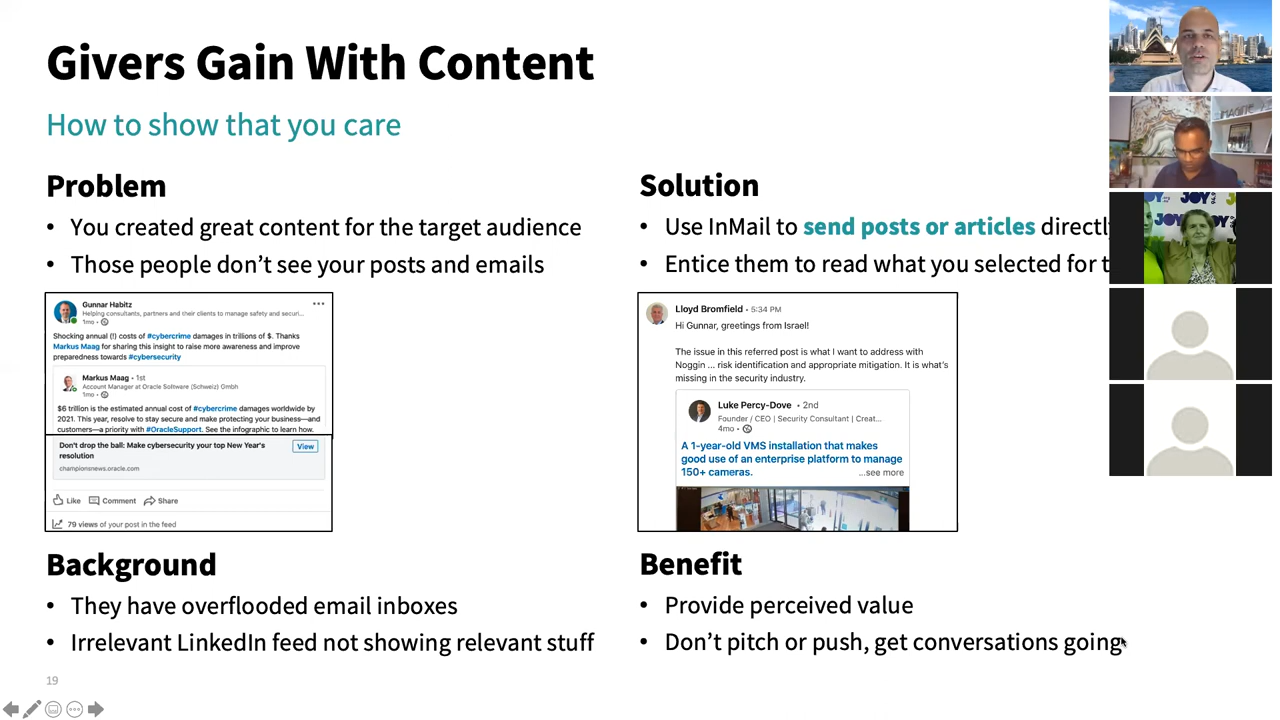 Givers Gain With Content
How to show that you care
Problem
• You created great content for the target audience
• Those people don't see your posts and emails
Gunnar Habitz
Helping consultants, partners and their clients to manage safety and securi...
1mo •
Shocking annual (!) costs of #cybercrime damages in trillions of $. Thanks
Markus Maag for sharing this insight to raise more awareness and improve
preparedness towards #cybersecurity
Markus Maag • 1st
Account Manager at Oracle Software (Schweiz) Gmbh
1mo •
$6 trillion is the estimated annual cost of #cybercrime damages worldwide by
2021. This year, resolve to stay secure and make protecting your business—and
customers—a priority with #OracleSupport. See the infographic to learn how.
Don't drop the ball: Make cybersecurity your top New Year's
resolution
View
championsnews.oracle.com
Like Comment Share
79 views of your post in the feed
Background
• They have overflooded email inboxes
• Irrelevant LinkedIn feed not showing relevant stuff
Solution
• Use InMail to send posts or articles directly
• Entice them to read what you selected for t
Lloyd Bromfield • 5:34 PM
Hi Gunnar, greetings from Israel!
The issue in this referred post is what I want to address with
Noggin ... risk identification and appropriate mitigation. It is what's
missing in the security industry.
Luke Percy-Dove • 2nd
Founder / CEO | Security Consultant | Creat...
4mo •
A 1-year-old VMS installation that makes
good use of an enterprise platform to manage
150+ cameras.
...see more
Benefit
• Provide perceived value
• Don't pitch or push, get conversations going
19
IMAGINE
JOY
JOY
JOY